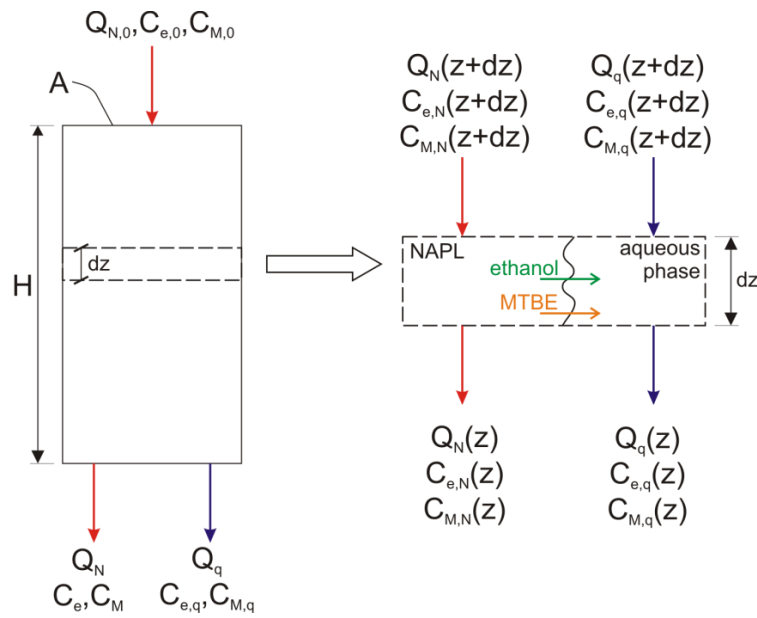 Q_N,0,C_e,0,C_M,0
A
H
dz
Q_N
C_e,C_M
Q_q
C_e,q,C_M,q
Q_N(z+dz)
C_e,N(z+dz)
C_M,N(z+dz)
Q_q(z+dz)
C_e,q(z+dz)
C_M,q(z+dz)
NAPL
aqueous
phase
ethanol
MTBE
dz
Q_N(z)
C_e,N(z)
C_M,N(z)
Q_q(z)
C_e,q(z)
C_M,q(z)